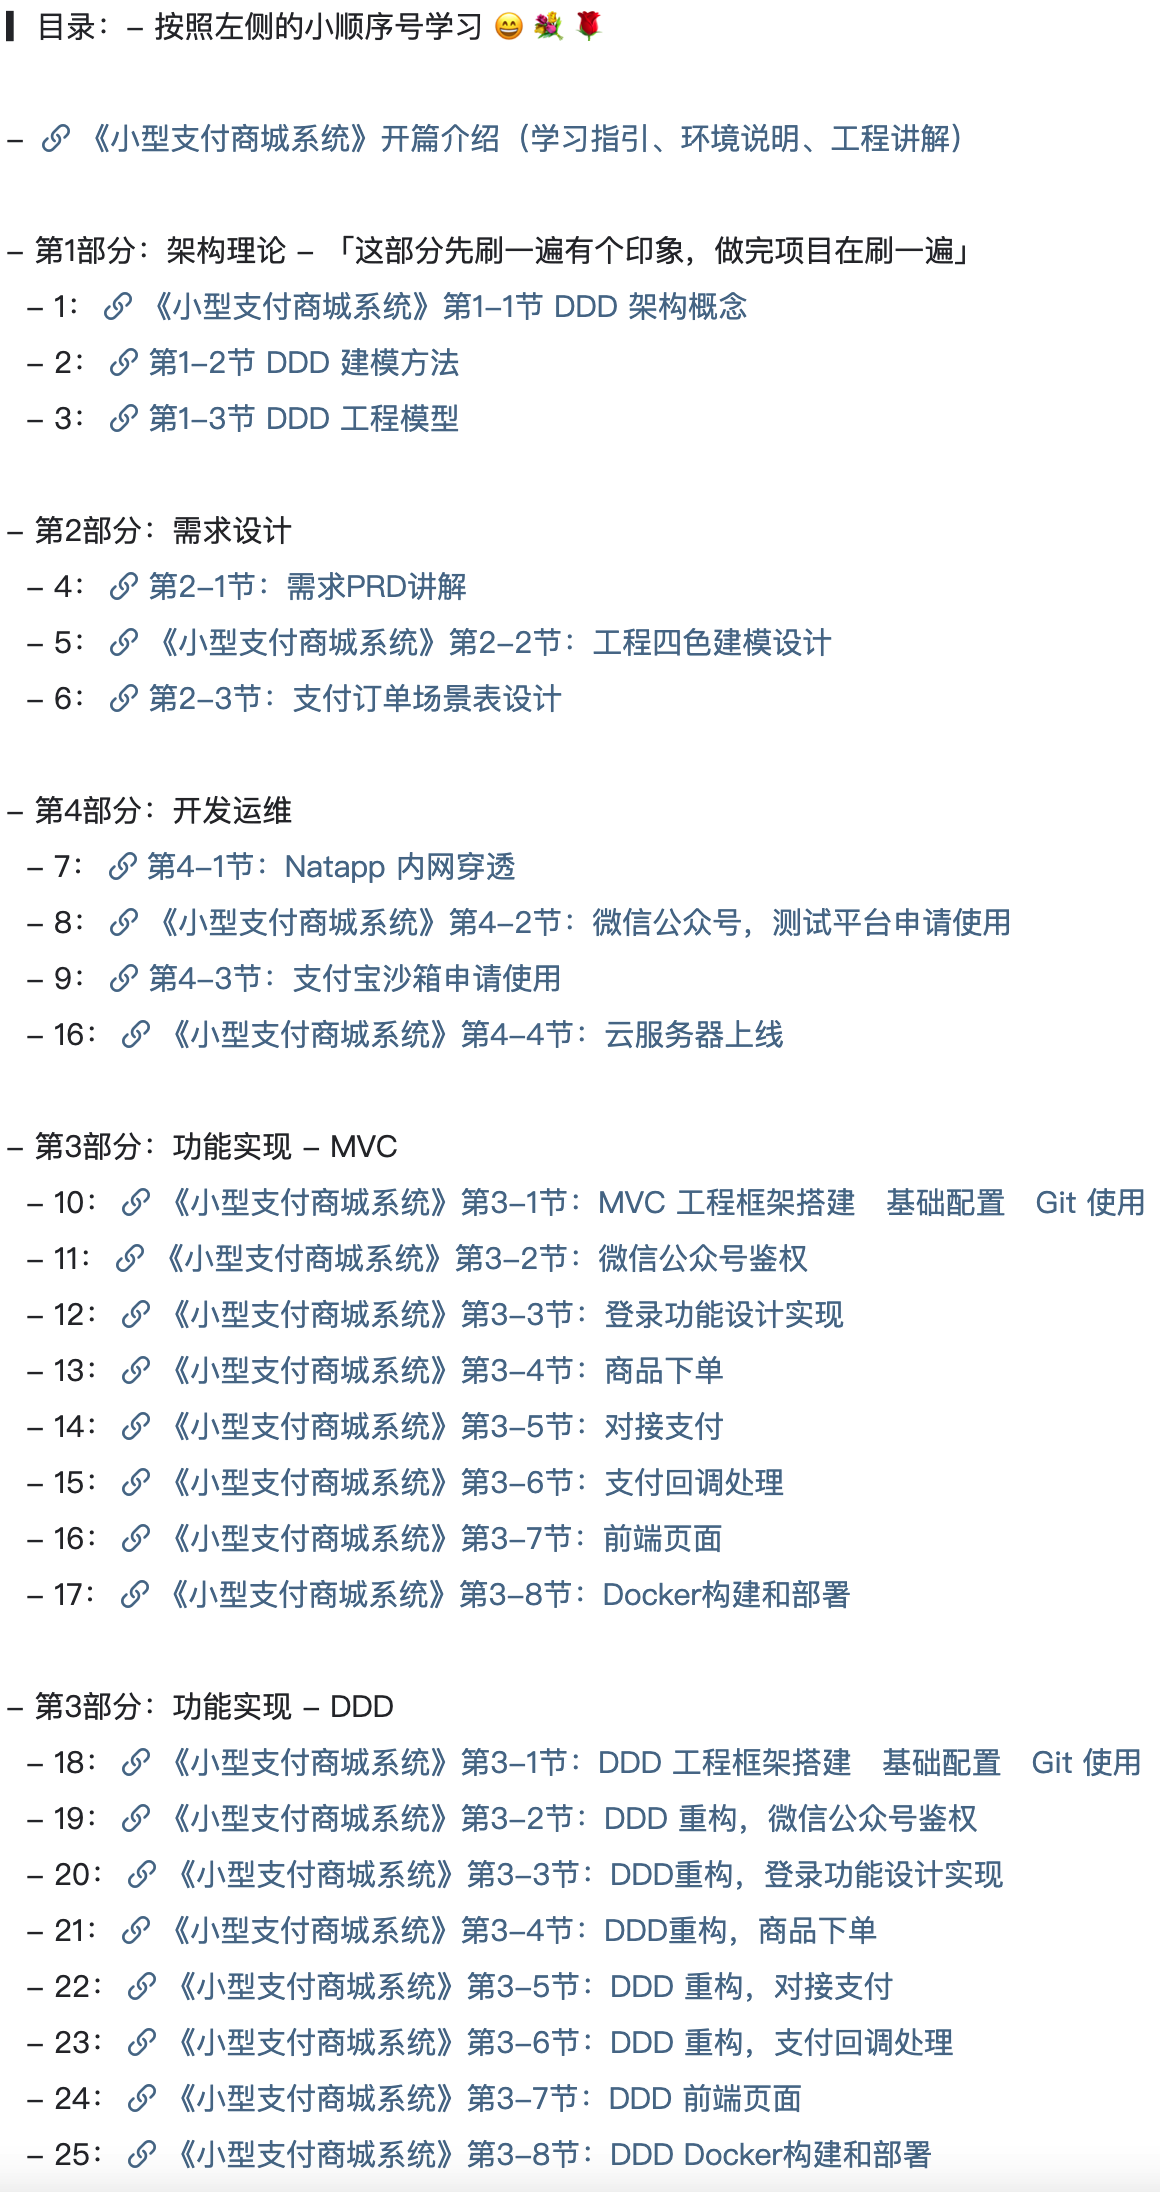 目录：– 按照左侧的小顺序号学习 😄 💐 🌹
– 《小型支付商城系统》开篇介绍（学习指引、环境说明、工程讲解）
– 第1部分：架构理论 – 「这部分先刷一遍有个印象，做完项目在刷一遍」
– 1：《小型支付商城系统》第1–1节 DDD 架构概念
– 2：第1–2节 DDD 建模方法
– 3：第1–3节 DDD 工程模型
– 第2部分：需求设计
– 4：第2–1节：需求PRD讲解
– 5：《小型支付商城系统》第2–2节：工程四色建模设计
– 6：第2–3节：支付订单场景表设计
– 第4部分：开发运维
– 7：第4–1节：Natapp 内网穿透
– 8：《小型支付商城系统》第4–2节：微信公众号，测试平台申请使用
– 9：第4–3节：支付宝沙箱申请使用
– 16：《小型支付商城系统》第4–4节：云服务器上线
– 第3部分：功能实现 – MVC
– 10：《小型支付商城系统》第3–1节：MVC 工程框架搭建　基础配置　Git 使用
– 11：《小型支付商城系统》第3–2节：微信公众号鉴权
– 12：《小型支付商城系统》第3–3节：登录功能设计实现
– 13：《小型支付商城系统》第3–4节：商品下单
– 14：《小型支付商城系统》第3–5节：对接支付
– 15：《小型支付商城系统》第3–6节：支付回调处理
– 16：《小型支付商城系统》第3–7节：前端页面
– 17：《小型支付商城系统》第3–8节：Docker构建和部署
– 第3部分：功能实现 – DDD
– 18：《小型支付商城系统》第3–1节：DDD 工程框架搭建　基础配置　Git 使用
– 19：《小型支付商城系统》第3–2节：DDD 重构，微信公众号鉴权
– 20：《小型支付商城系统》第3–3节：DDD重构，登录功能设计实现
– 21：《小型支付商城系统》第3–4节：DDD重构，商品下单
– 22：《小型支付商城系统》第3–5节：DDD 重构，对接支付
– 23：《小型支付商城系统》第3–6节：DDD 重构，支付回调处理
– 24：《小型支付商城系统》第3–7节：DDD 前端页面
– 25：《小型支付商城系统》第3–8节：DDD Docker构建和部署